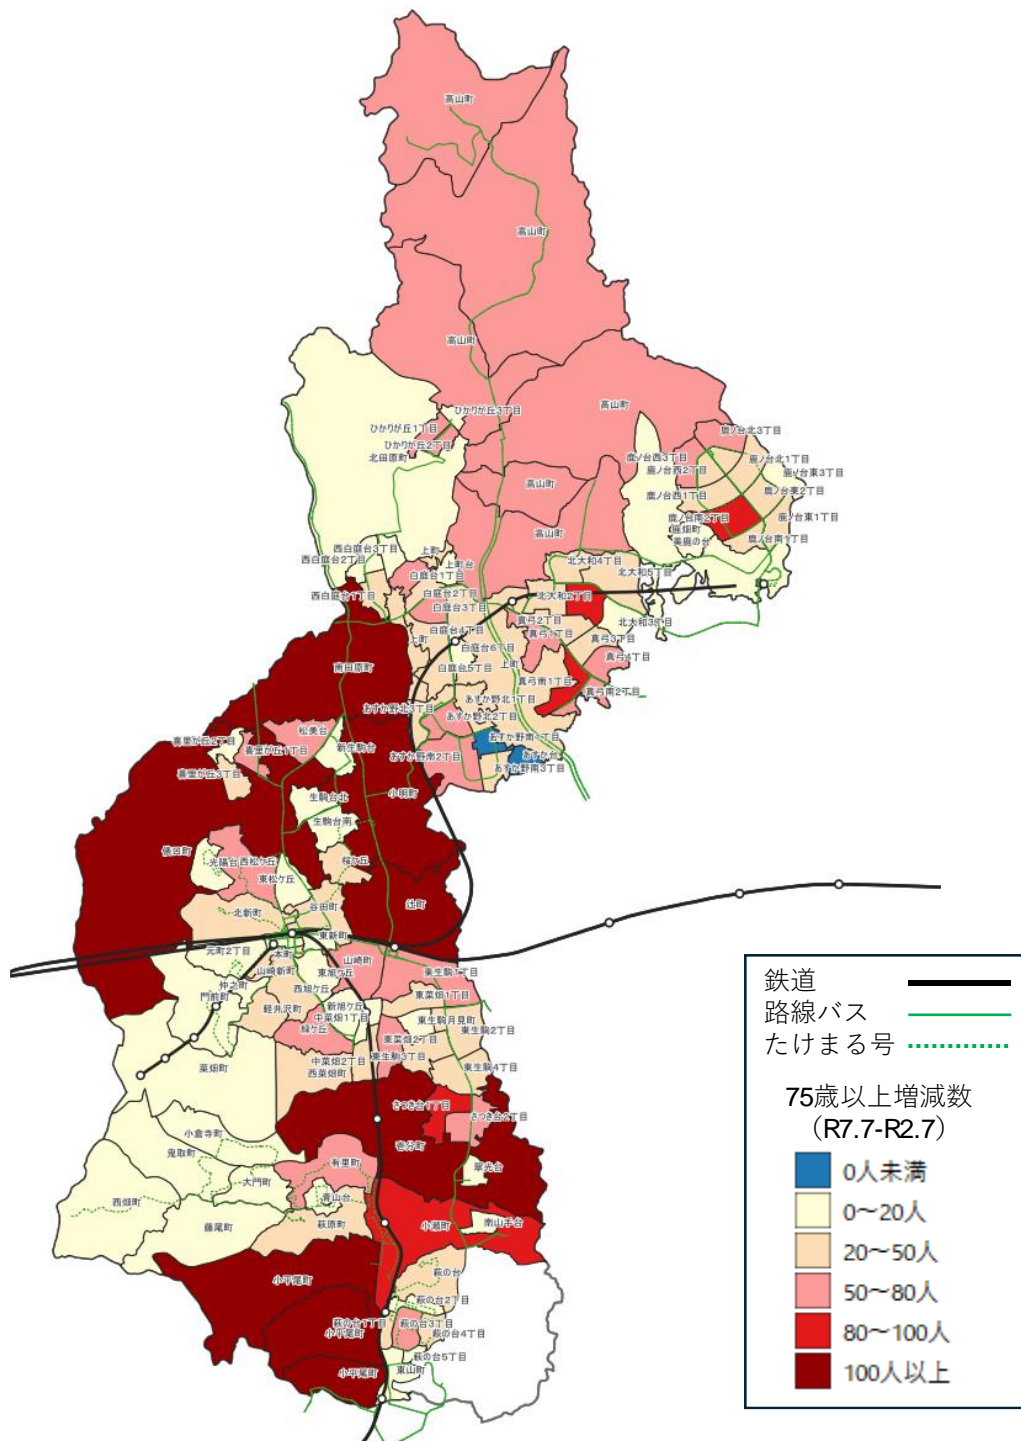 高山町
高山町
高山町
高山町
ひかりが丘3丁目
ひかりが丘1丁目
ひかりが丘2丁目
北田原町
鹿ノ台北3丁目
鹿ノ台西3丁目
鹿ノ台北1丁目
鹿ノ台西2丁目
鹿ノ台東3丁目
高山町
鹿ノ台西1丁目
鹿ノ台東2丁目
鹿ノ台南2丁目
鹿ノ台東1丁目
鹿畑町
美鹿の台
鹿ノ台南1丁目
高山町
西白庭台3丁目
上町
西白庭台2丁目
上町台
北大和4丁目
白庭台1丁目
北大和5丁目
西白庭台1丁目
白庭台2丁目
北大和2丁目
白庭台3丁目
真弓2丁目
北大和3丁目
白庭台4丁目
真弓1丁目
上町
真弓3丁目
白庭台6丁目
真弓4丁目
南田原町
白庭台5丁目
上町
真弓南1丁目
真弓南2丁目
あすか野北1丁目
あすか野北3丁目
あすか野北2丁目
松美台
あすか野南1丁目
喜里が丘2丁目
喜里が丘1丁目
新生駒台
あすか野南2丁目
あすか台
あすか野南3丁目
喜里が丘3丁目
生駒台北
小明町
生駒台南
俵口町
光陽台
西松ケ丘
桜ケ丘
東松ケ丘
北新町
谷田町
辻町
東新町
元町2丁目
本町
山崎町
山崎新町
東旭ケ丘
東生駒1丁目
仲之町
西旭ケ丘
門前町
東菜畑1丁目
軽井沢町
新旭ケ丘
中菜畑1丁目
東生駒月見町
緑ケ丘
東菜畑2丁目
東生駒2丁目
菜畑町
中菜畑2丁目
東生駒3丁目
西菜畑町
東生駒4丁目
さつき台1丁目
さつき台2丁目
小倉寺町
壱分町
鬼取町
有里町
翠光台
大門町
西畑町
青山台
藤尾町
萩原町
小瀬町
南山手台
萩の台
小平尾町
萩の台2丁目
萩の台1丁目
萩の台3丁目
小平尾町
萩の台4丁目
萩の台5丁目
小平尾町
東山町
鉄道
路線バス
たけまる号
75歳以上増減数
（R7.7-R2.7）
0人未満
0～20人
20～50人
50～80人
80～100人
100人以上